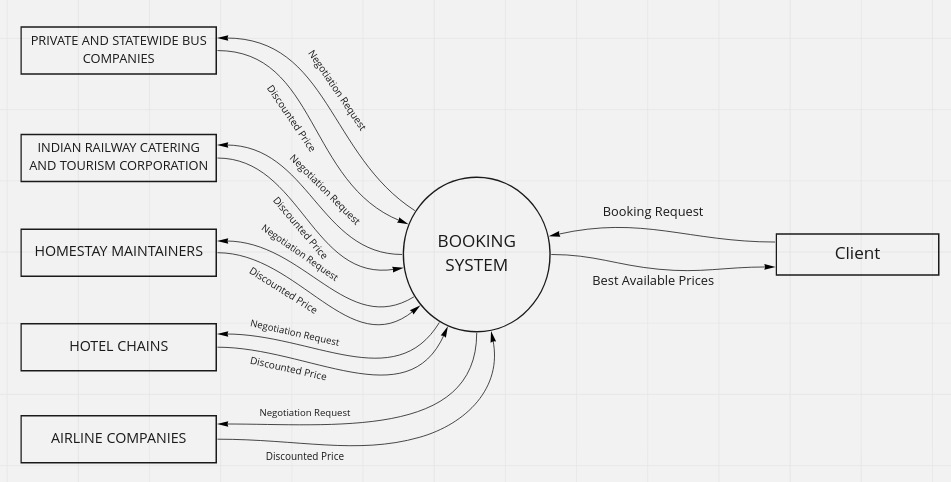 PRIVATE AND STATEWIDE BUS
COMPANIES
Negotiation Request
Discounted Price
INDIAN RAILWAY CATERING
AND TOURISM CORPORATION
Negotiation Request
Discounted Price
HOMESTAY MAINTAINERS
Negotiation Request
Discounted Price
HOTEL CHAINS
Negotiation Request
Discounted Price
AIRLINE COMPANIES
Negotiation Request
Discounted Price
BOOKING
SYSTEM
Booking Request
Best Available Prices
Client